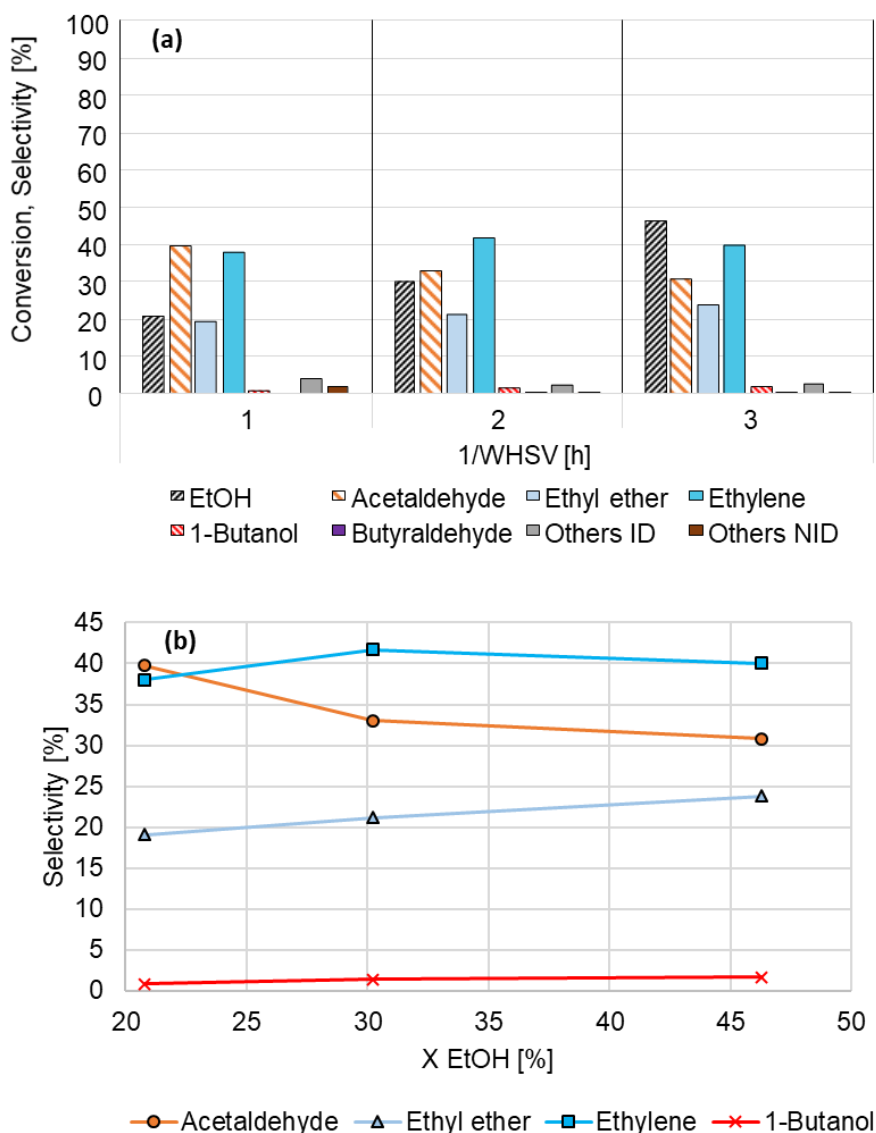 (a)
Conversion, Selectivity [%]
100
90
80
70
60
50
40
30
20
10
0
1 2 3
1/WHSV [h]
EtOH Acetaldehyde Ethyl ether Ethylene
1-Butanol Butyraldehyde Others ID Others NID
(b)
Selectivity [%]
45
40
35
30
25
20
15
10
5
0
20 25 30 35 40 45 50
X EtOH [%]
Acetaldehyde Ethyl ether Ethylene 1-Butanol